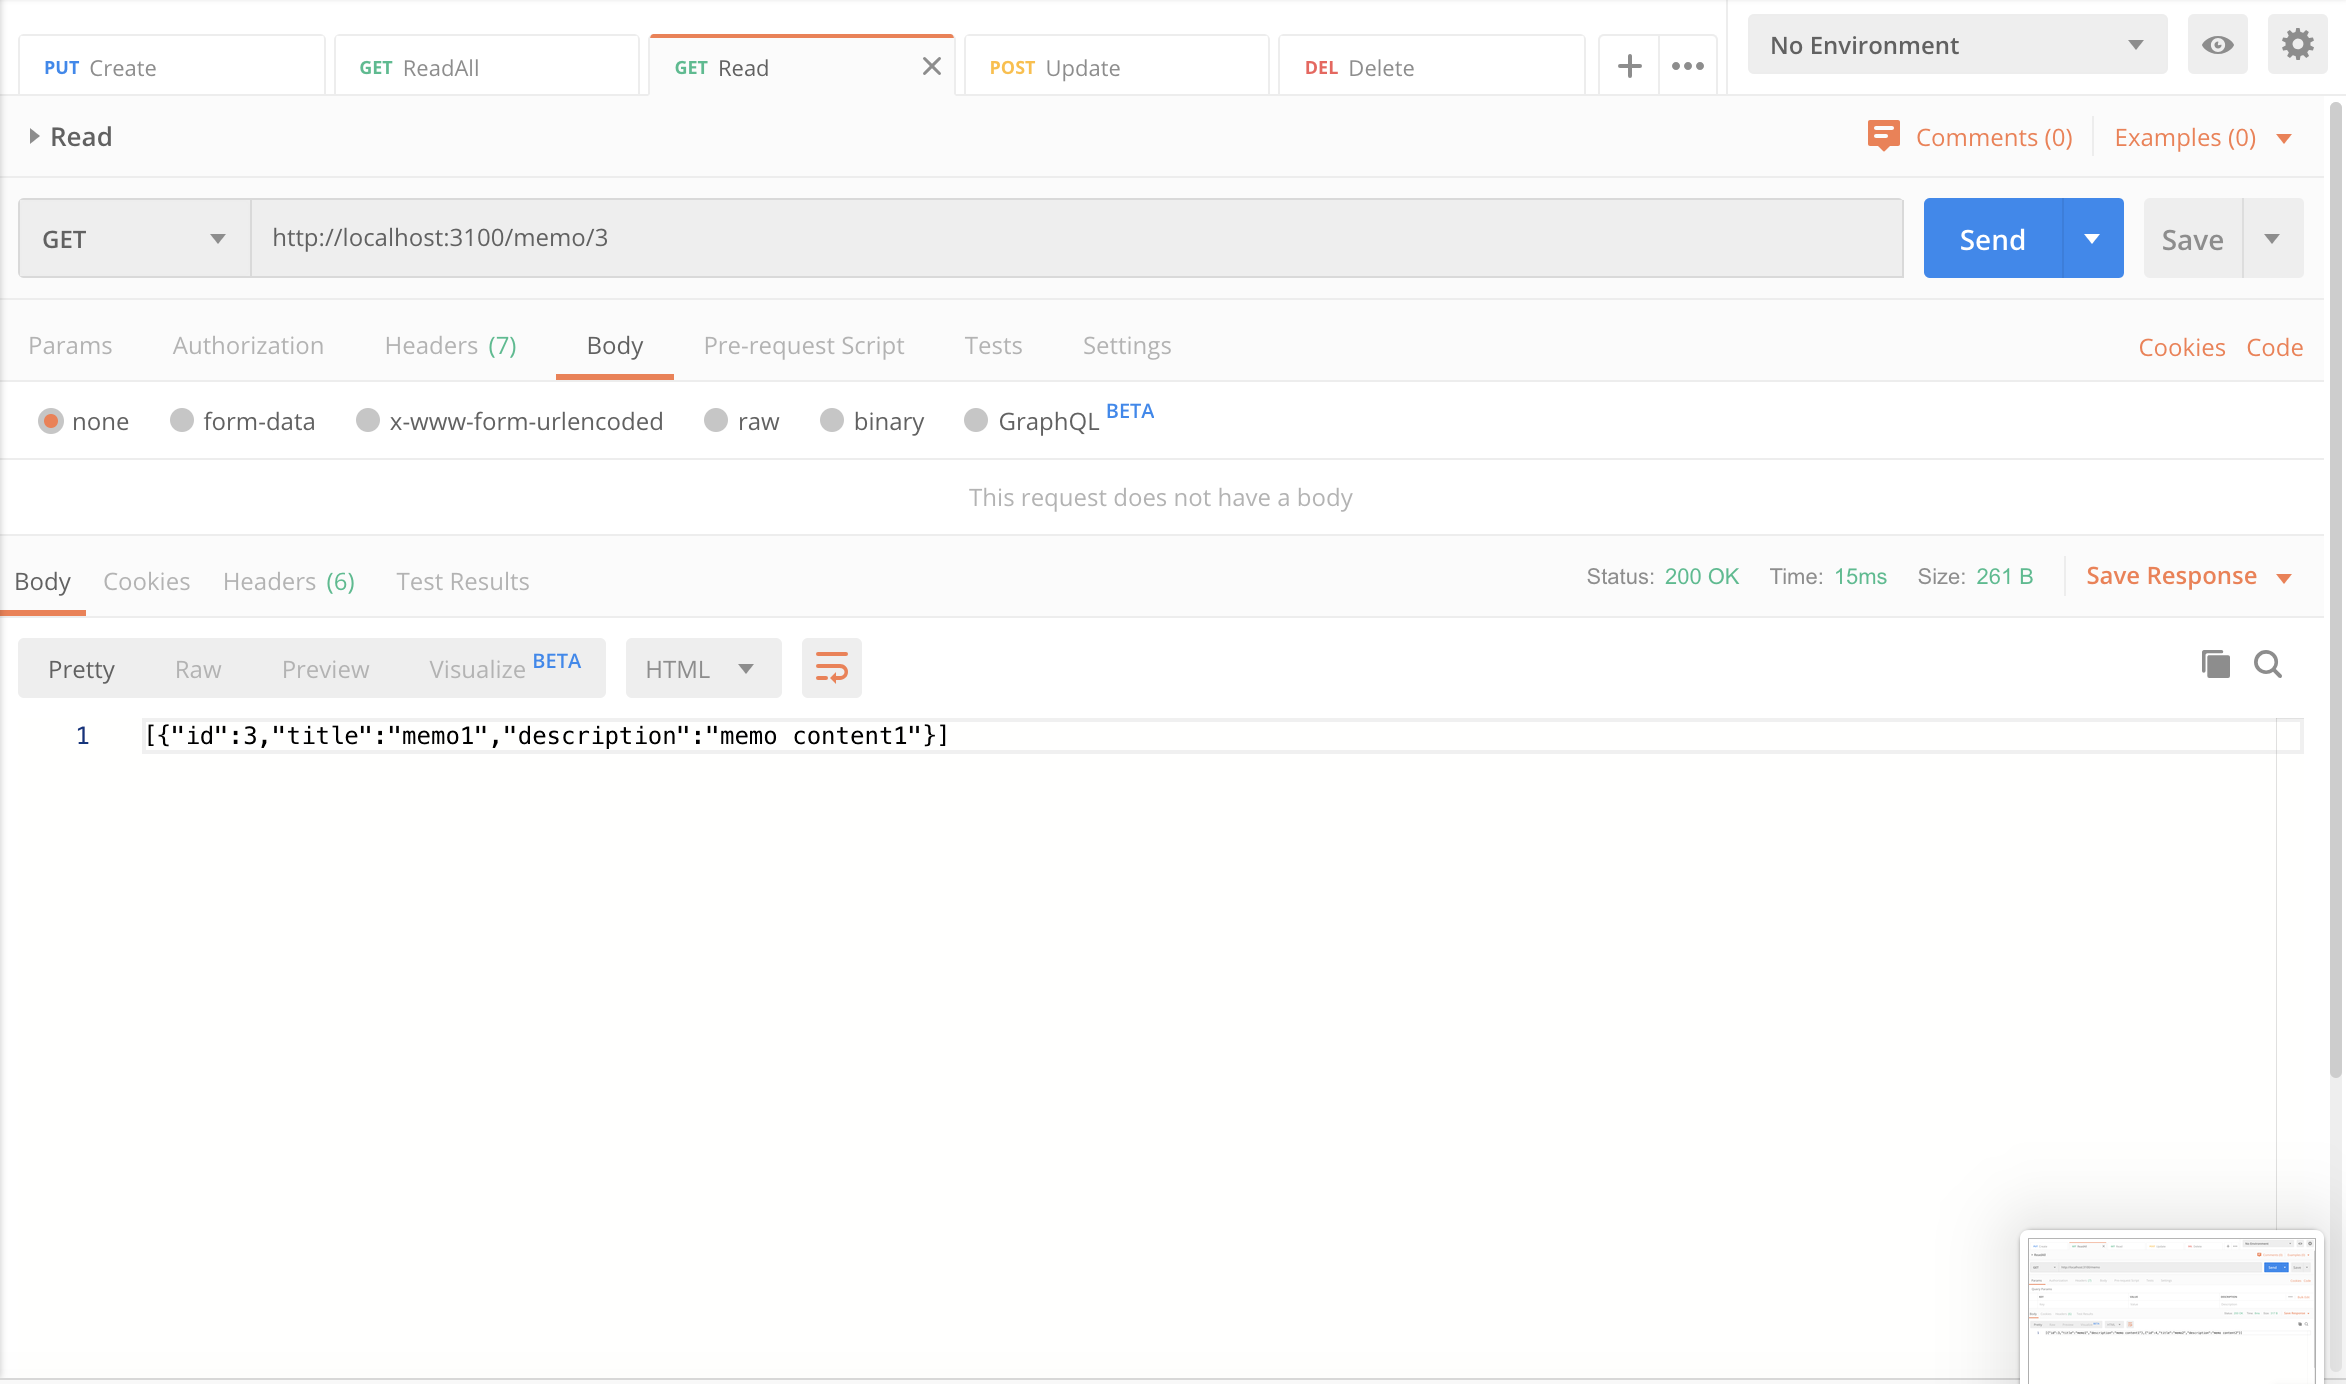 PUT Create GET ReadAll GET Read POST Update DEL Delete No Environment
Read Comments (0) Examples (0)
GET http://localhost:3100/memo/3 Send Save
Params Authorization Headers (7) Body Pre-request Script Tests Settings Cookies Code
none form-data x-www-form-urlencoded raw binary GraphQL BETA
This request does not have a body
Body Cookies Headers (6) Test Results Status: 200 OK Time: 15ms Size: 261 B Save Response
Pretty Raw Preview Visualize BETA HTML
1 [{"id":3,"title":"memo1","description":"memo content1"}]